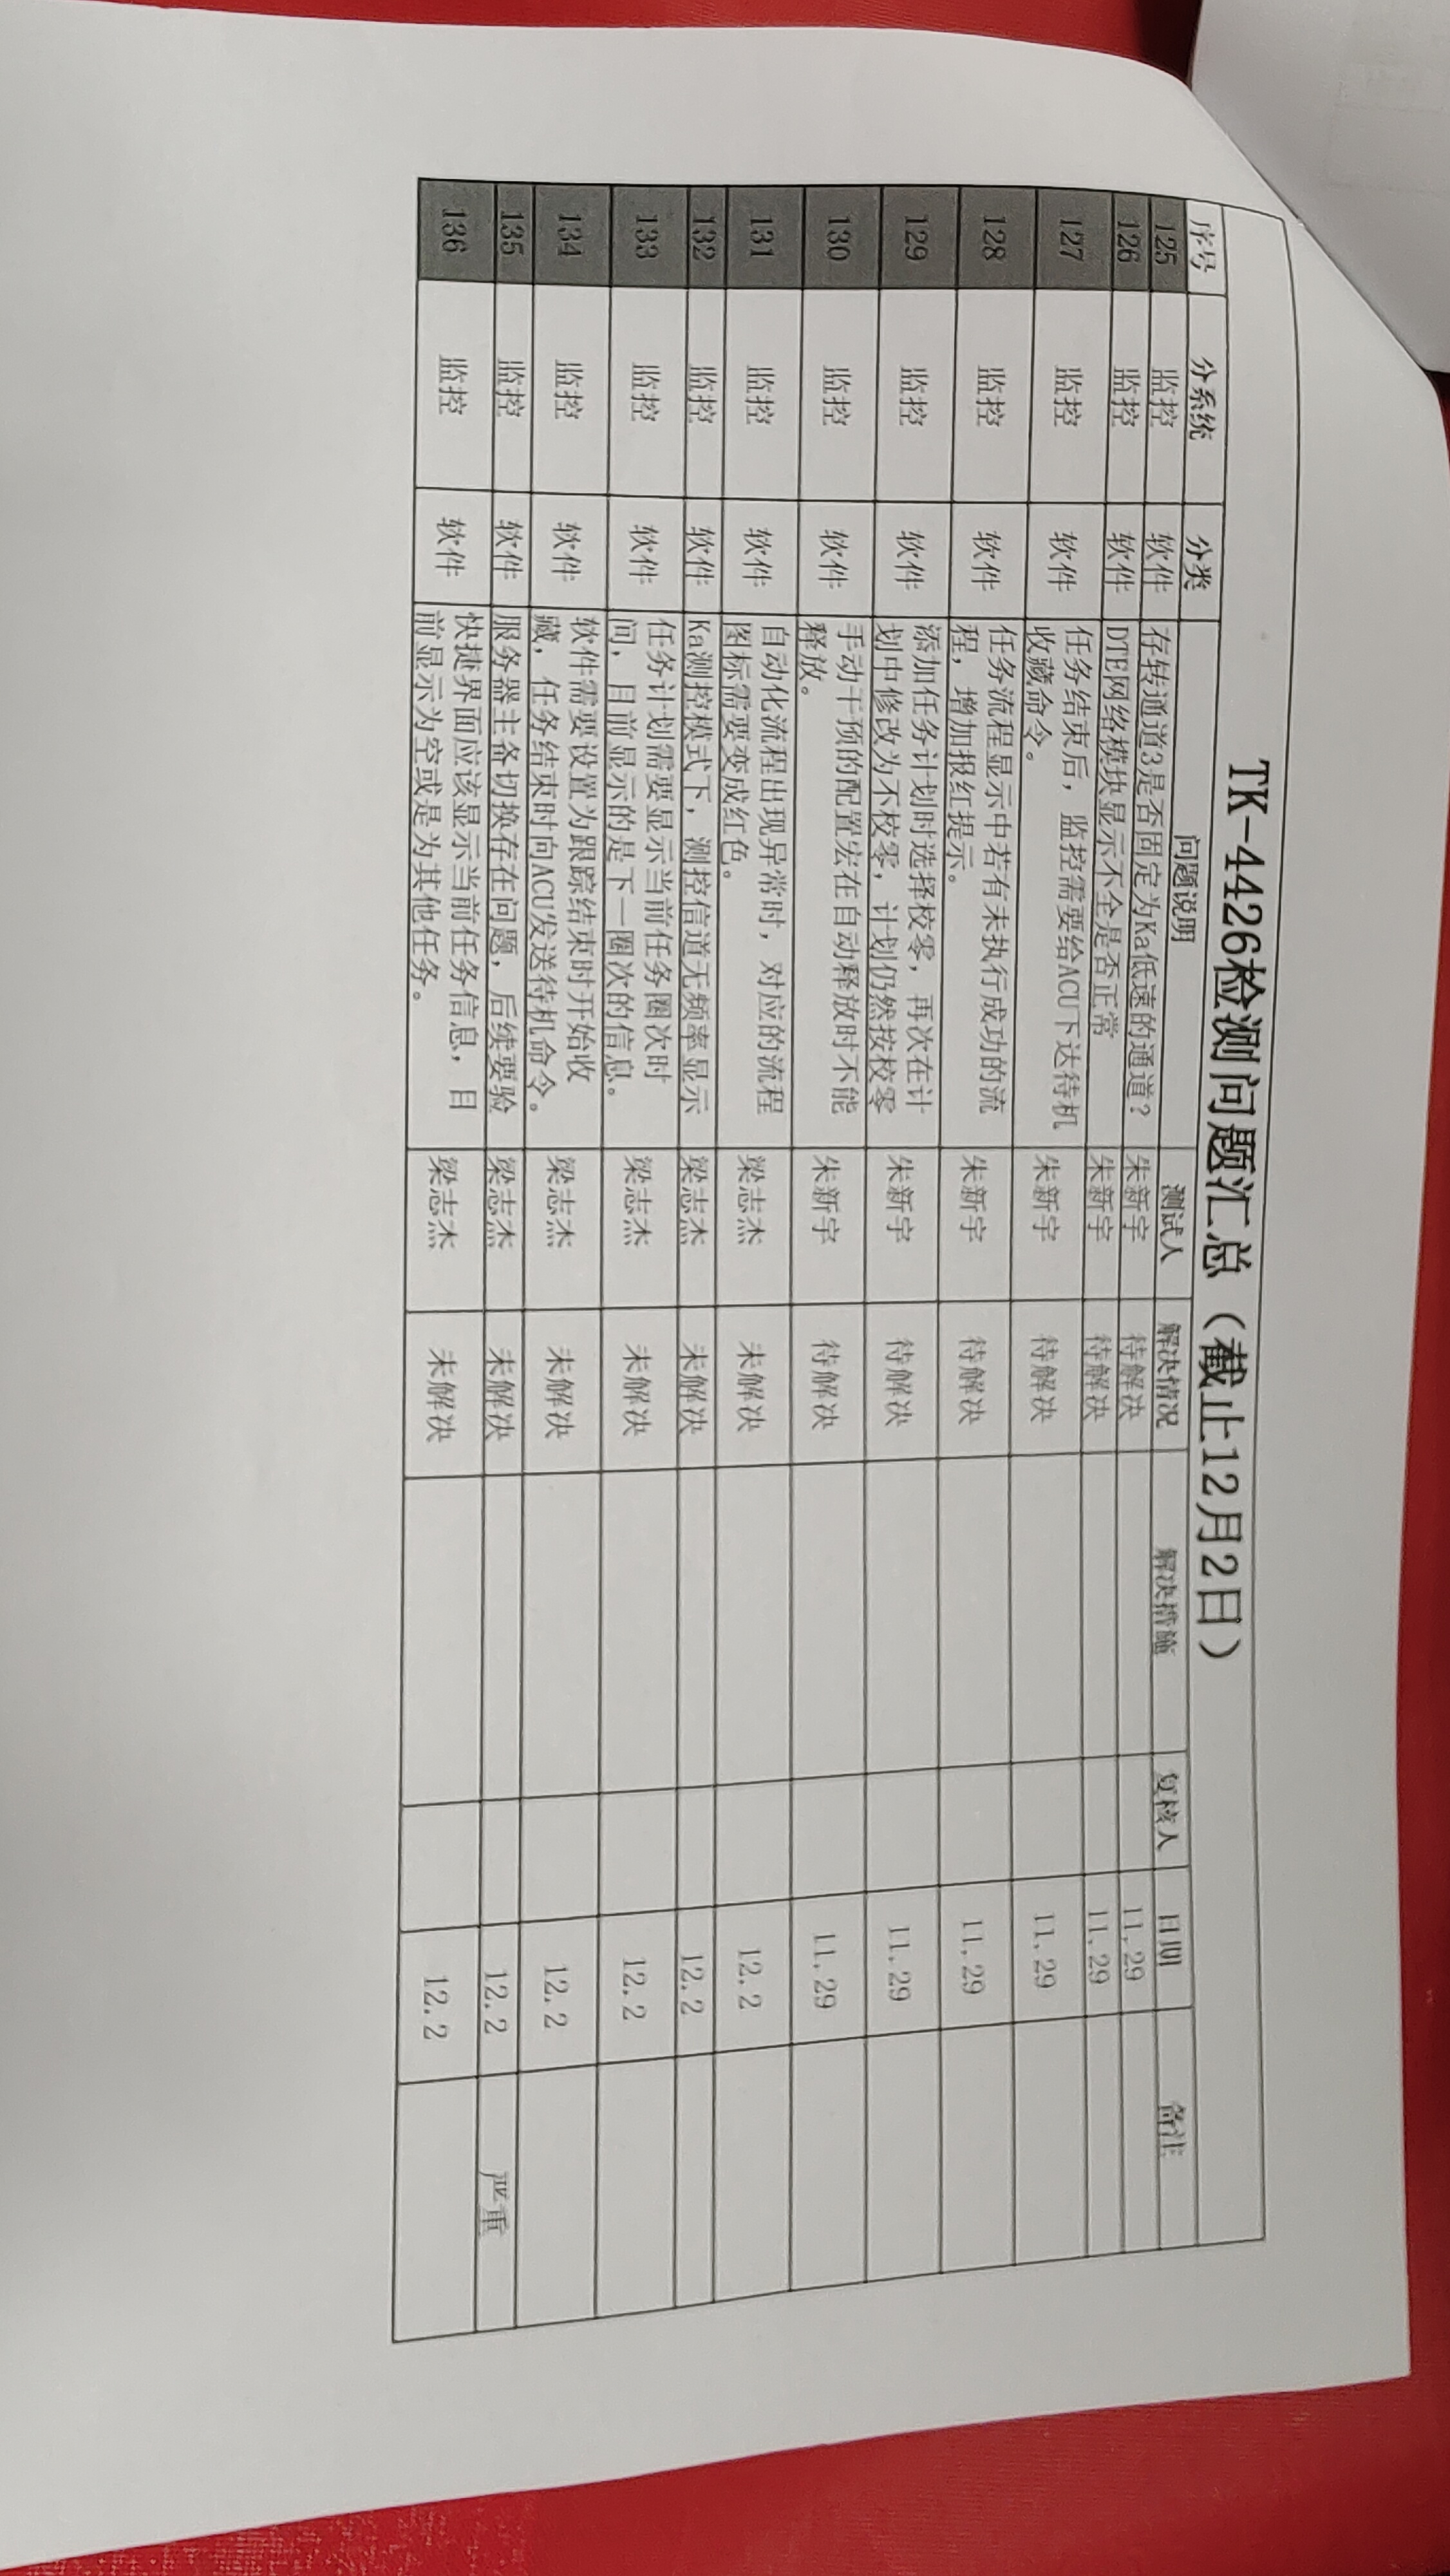 TK-4426检测问题汇总（截止12月2日）
序号 分系统 分类 问题说明 测试人 解决情况 解决措施 复核人 日期 备注
125 监控 软件 存转通道3是否固定为Ka低速的通道? 朱新宇 待解决 11.29
126 监控 软件 DTE网络模块显示不全是否正常 朱新宇 待解决 11.29
127 监控 软件 任务结束后，监控需要给ACU下达待机
收藏命令。 朱新宇 待解决 11.29
128 监控 软件 任务流程显示中若有未执行成功的流
程，增加报红提示。 朱新宇 待解决 11.29
129 监控 软件 添加任务计划时选择校零，再次在计
划中修改为不校零，计划仍然按校零 朱新宇 待解决 11.29
130 监控 软件 手动干预的配置宏在自动释放时不能
释放。 朱新宇 待解决 11.29
131 监控 软件 自动化流程出现异常时，对应的流程
图标需要变成红色。 梁志杰 未解决 12.2
132 监控 软件 Ka测控模式下，测控信道无频率显示 梁志杰 未解决 12.2
133 监控 软件 任务计划需要显示当前任务圈次时
间，目前显示的是下一圈次的信息。 梁志杰 未解决 12.2
134 监控 软件 软件需要设置为跟踪结束时开始收
藏，任务结束时向ACU发送待机命令。 梁志杰 未解决 12.2
135 监控 软件 服务器主备切换存在问题，后续要验 梁志杰 未解决 12.2 严重
136 监控 软件 快捷界面应该显示当前任务信息，目
前显示为空或是为其他任务。 梁志杰 未解决 12.2